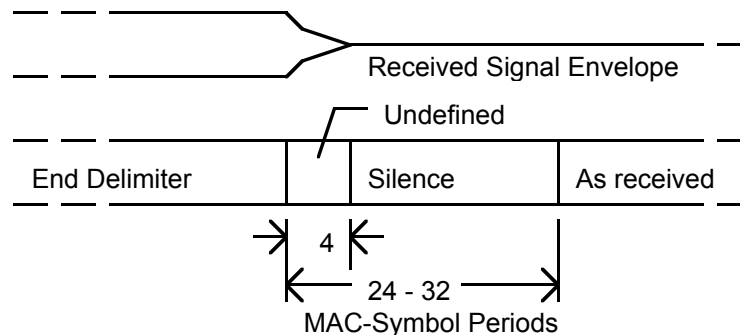 Received Signal Envelope
Undefined
End Delimiter Silence As received
4
24 - 32
MAC-Symbol Periods